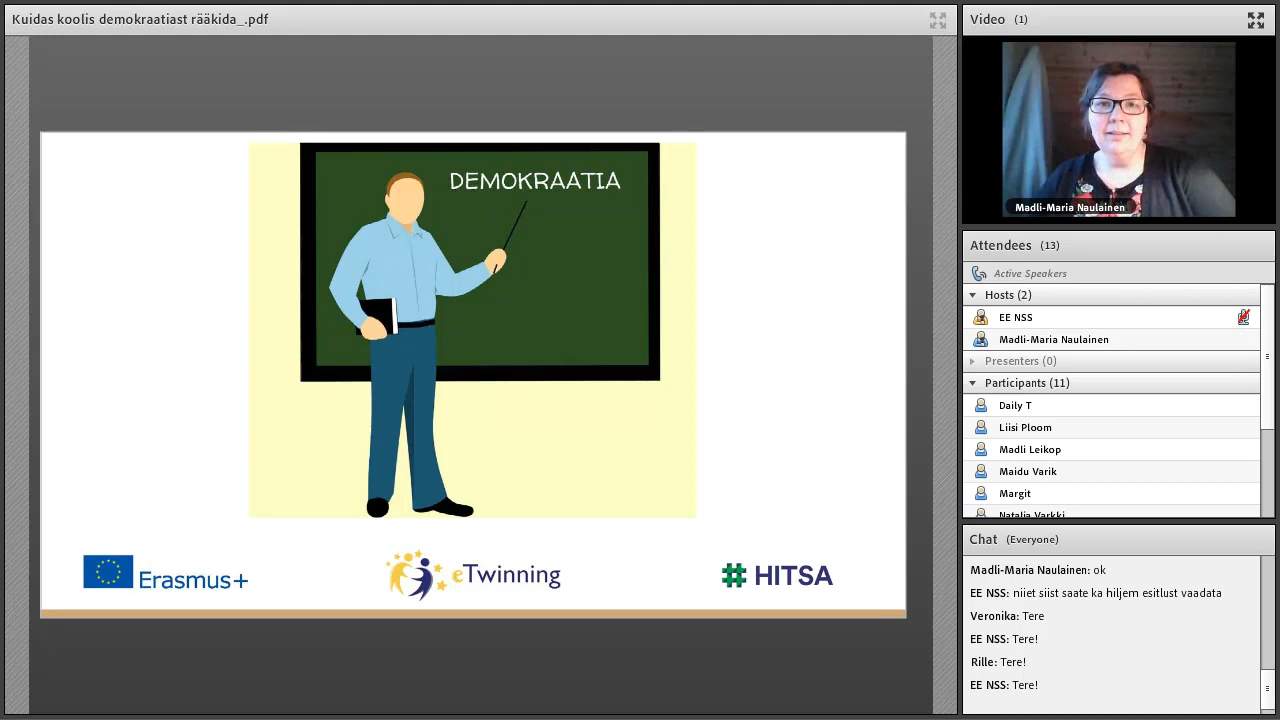 Kuidas koolis demokraatiast rääkida_.pdf
DEMOKRAATIA
Erasmus+
eTwinning
HITSA
Video (1)
Madli-Maria Naulainen
Attendees (13)
Active Speakers
Hosts (2)
EE NSS
Madli-Maria Naulainen
Presenters (0)
Participants (11)
Daily T
Liisi Ploom
Madli Leikop
Maidu Varik
Margit
Natalja Varkki
Chat (Everyone)
Madli-Maria Naulainen: ok
EE NSS: niiet siist saate ka hiljem esitlust vaadata
Veronika: Tere
EE NSS: Tere!
Rille: Tere!
EE NSS: Tere!